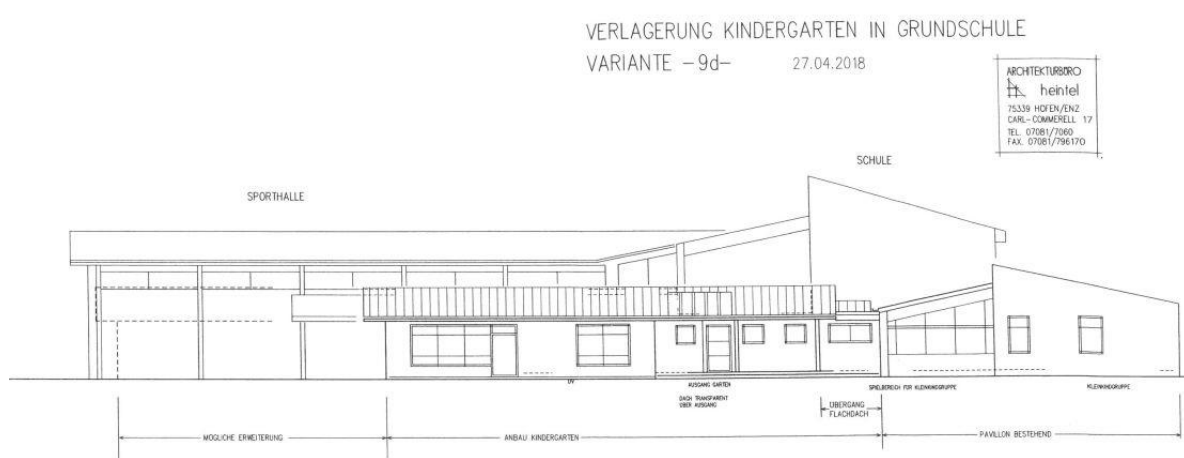 VERLAGERUNG KINDERGARTEN IN GRUNDSCHULE
VARIANTE -9d- 27.04.2018
ARCHITEKTURBÜRO
heintel
75339 HÖFEN/ENZ
CARL-COMMERELL 17
TEL. 07081/7060
FAX. 07081/796170
SCHULE
SPORTHALLE
DV
AUSGANG GARTEN
DACH TRANSPARENT
ÜBER AUSGANG
SPIELBEREICH FÜR KLEINKINDGRUPPE
KLEINKINDGRUPPE
ÜBERGANG
FLACHDACH
MÖGLICHE ERWEITERUNG
ANBAU KINDERGARTEN
PAVILLON BESTEHEND